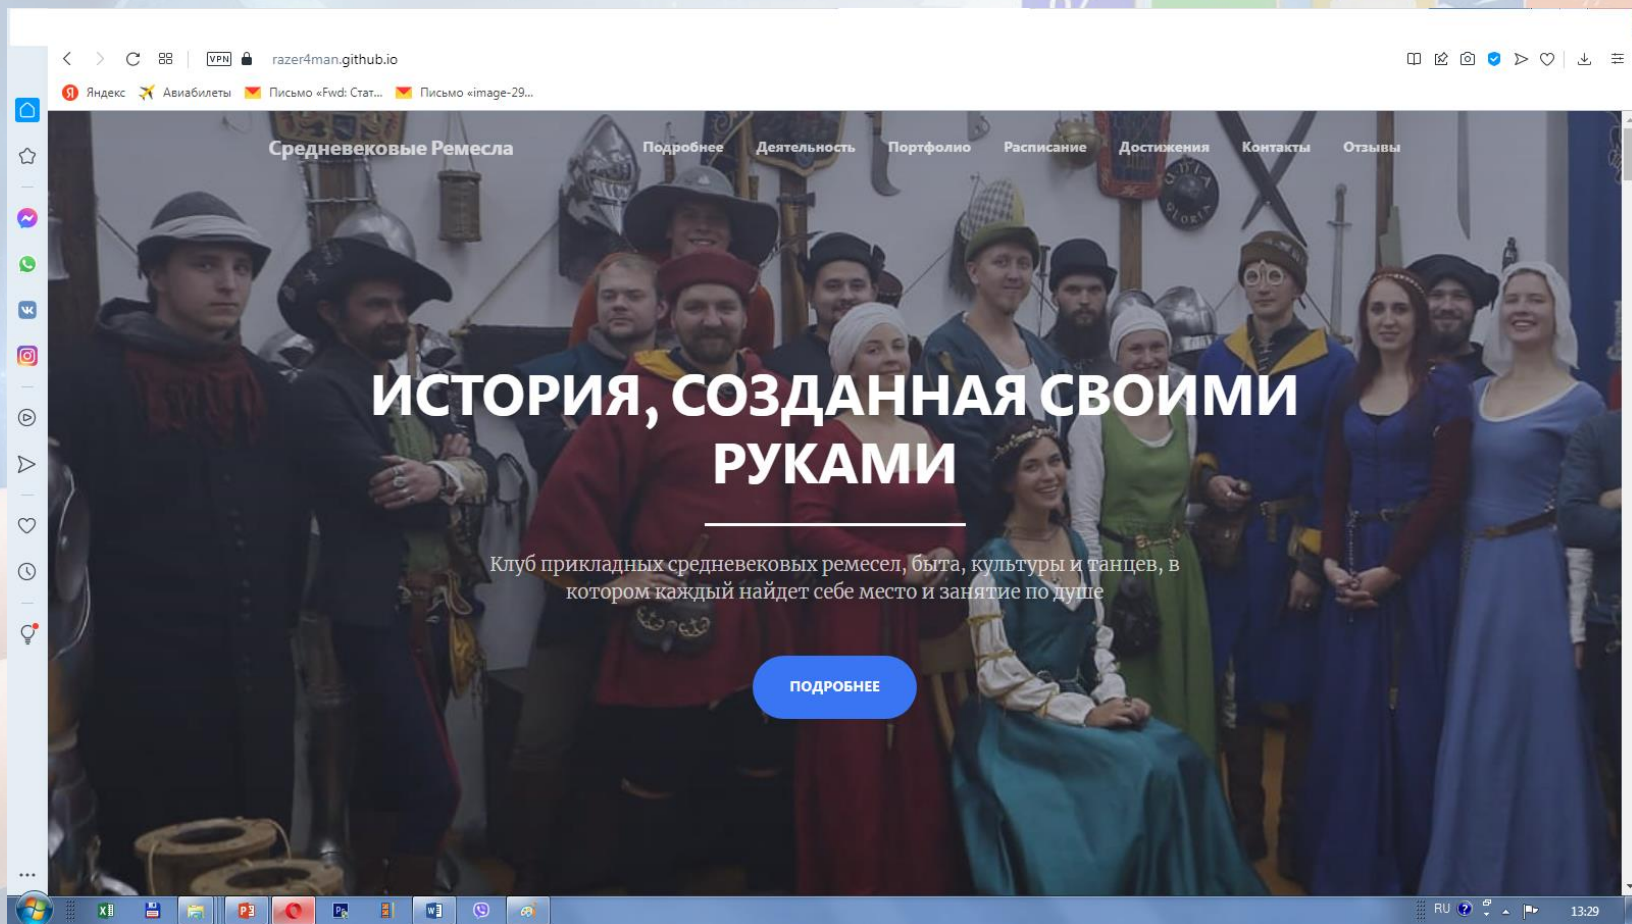 VPN razer4man.github.io
Яндекс Авиабилеты Письмо «Fwd: Стат... Письмо «image-29...
Средневековые Ремесла Подробнее Деятельность Портфолио Расписание Достижения Контакты Отзывы
GLORIA
ИСТОРИЯ, СОЗДАННАЯ СВОИМИ
РУКАМИ
Клуб прикладных средневековых ремесел, быта, культуры и танцев, в
котором каждый найдет себе место и занятие по душе
ПОДРОБНЕЕ
RU 13:29